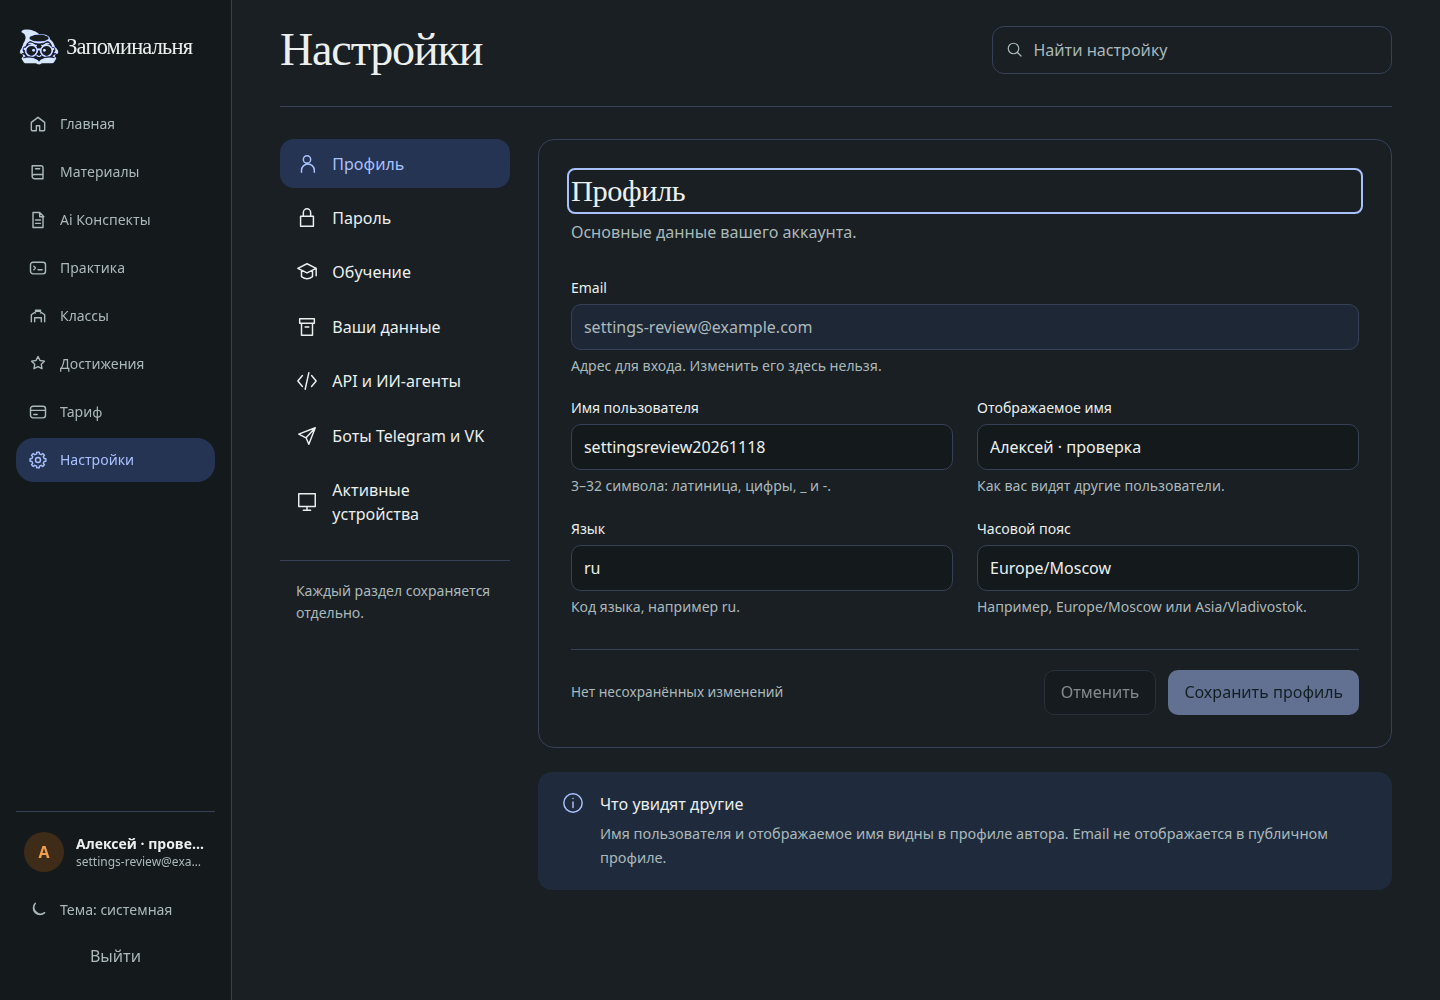 Запоминальня
Главная
Материалы
Ai Конспекты
Практика
Классы
Достижения
Тариф
Настройки
А
Алексей · прове...
settings-review@exa...
Тема: системная
Выйти
Настройки
Найти настройку
Профиль
Пароль
Обучение
Ваши данные
API и ИИ-агенты
Боты Telegram и VK
Активные
устройства
Каждый раздел сохраняется
отдельно.
Профиль
Основные данные вашего аккаунта.
Email
settings-review@example.com
Адрес для входа. Изменить его здесь нельзя.
Имя пользователя
settingsreview20261118
3–32 символа: латиница, цифры, _ и -.
Отображаемое имя
Алексей · проверка
Как вас видят другие пользователи.
Язык
ru
Код языка, например ru.
Часовой пояс
Europe/Moscow
Например, Europe/Moscow или Asia/Vladivostok.
Нет несохранённых изменений
Отменить
Сохранить профиль
Что увидят другие
Имя пользователя и отображаемое имя видны в профиле автора. Email не отображается в публичном
профиле.